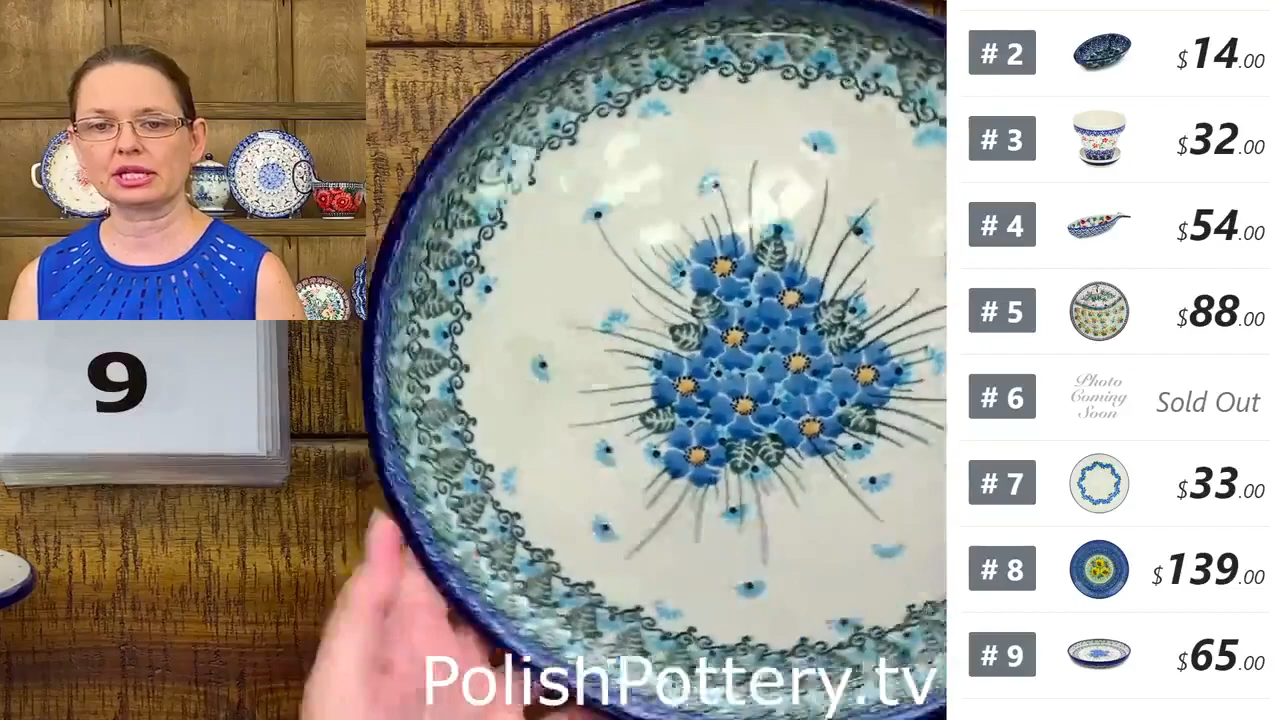 9
PolishPottery.tv
# 2 $14.00
# 3 $32.00
# 4 $54.00
# 5 $88.00
# 6 Photo Coming Soon Sold Out
# 7 $33.00
# 8 $139.00
# 9 $65.00